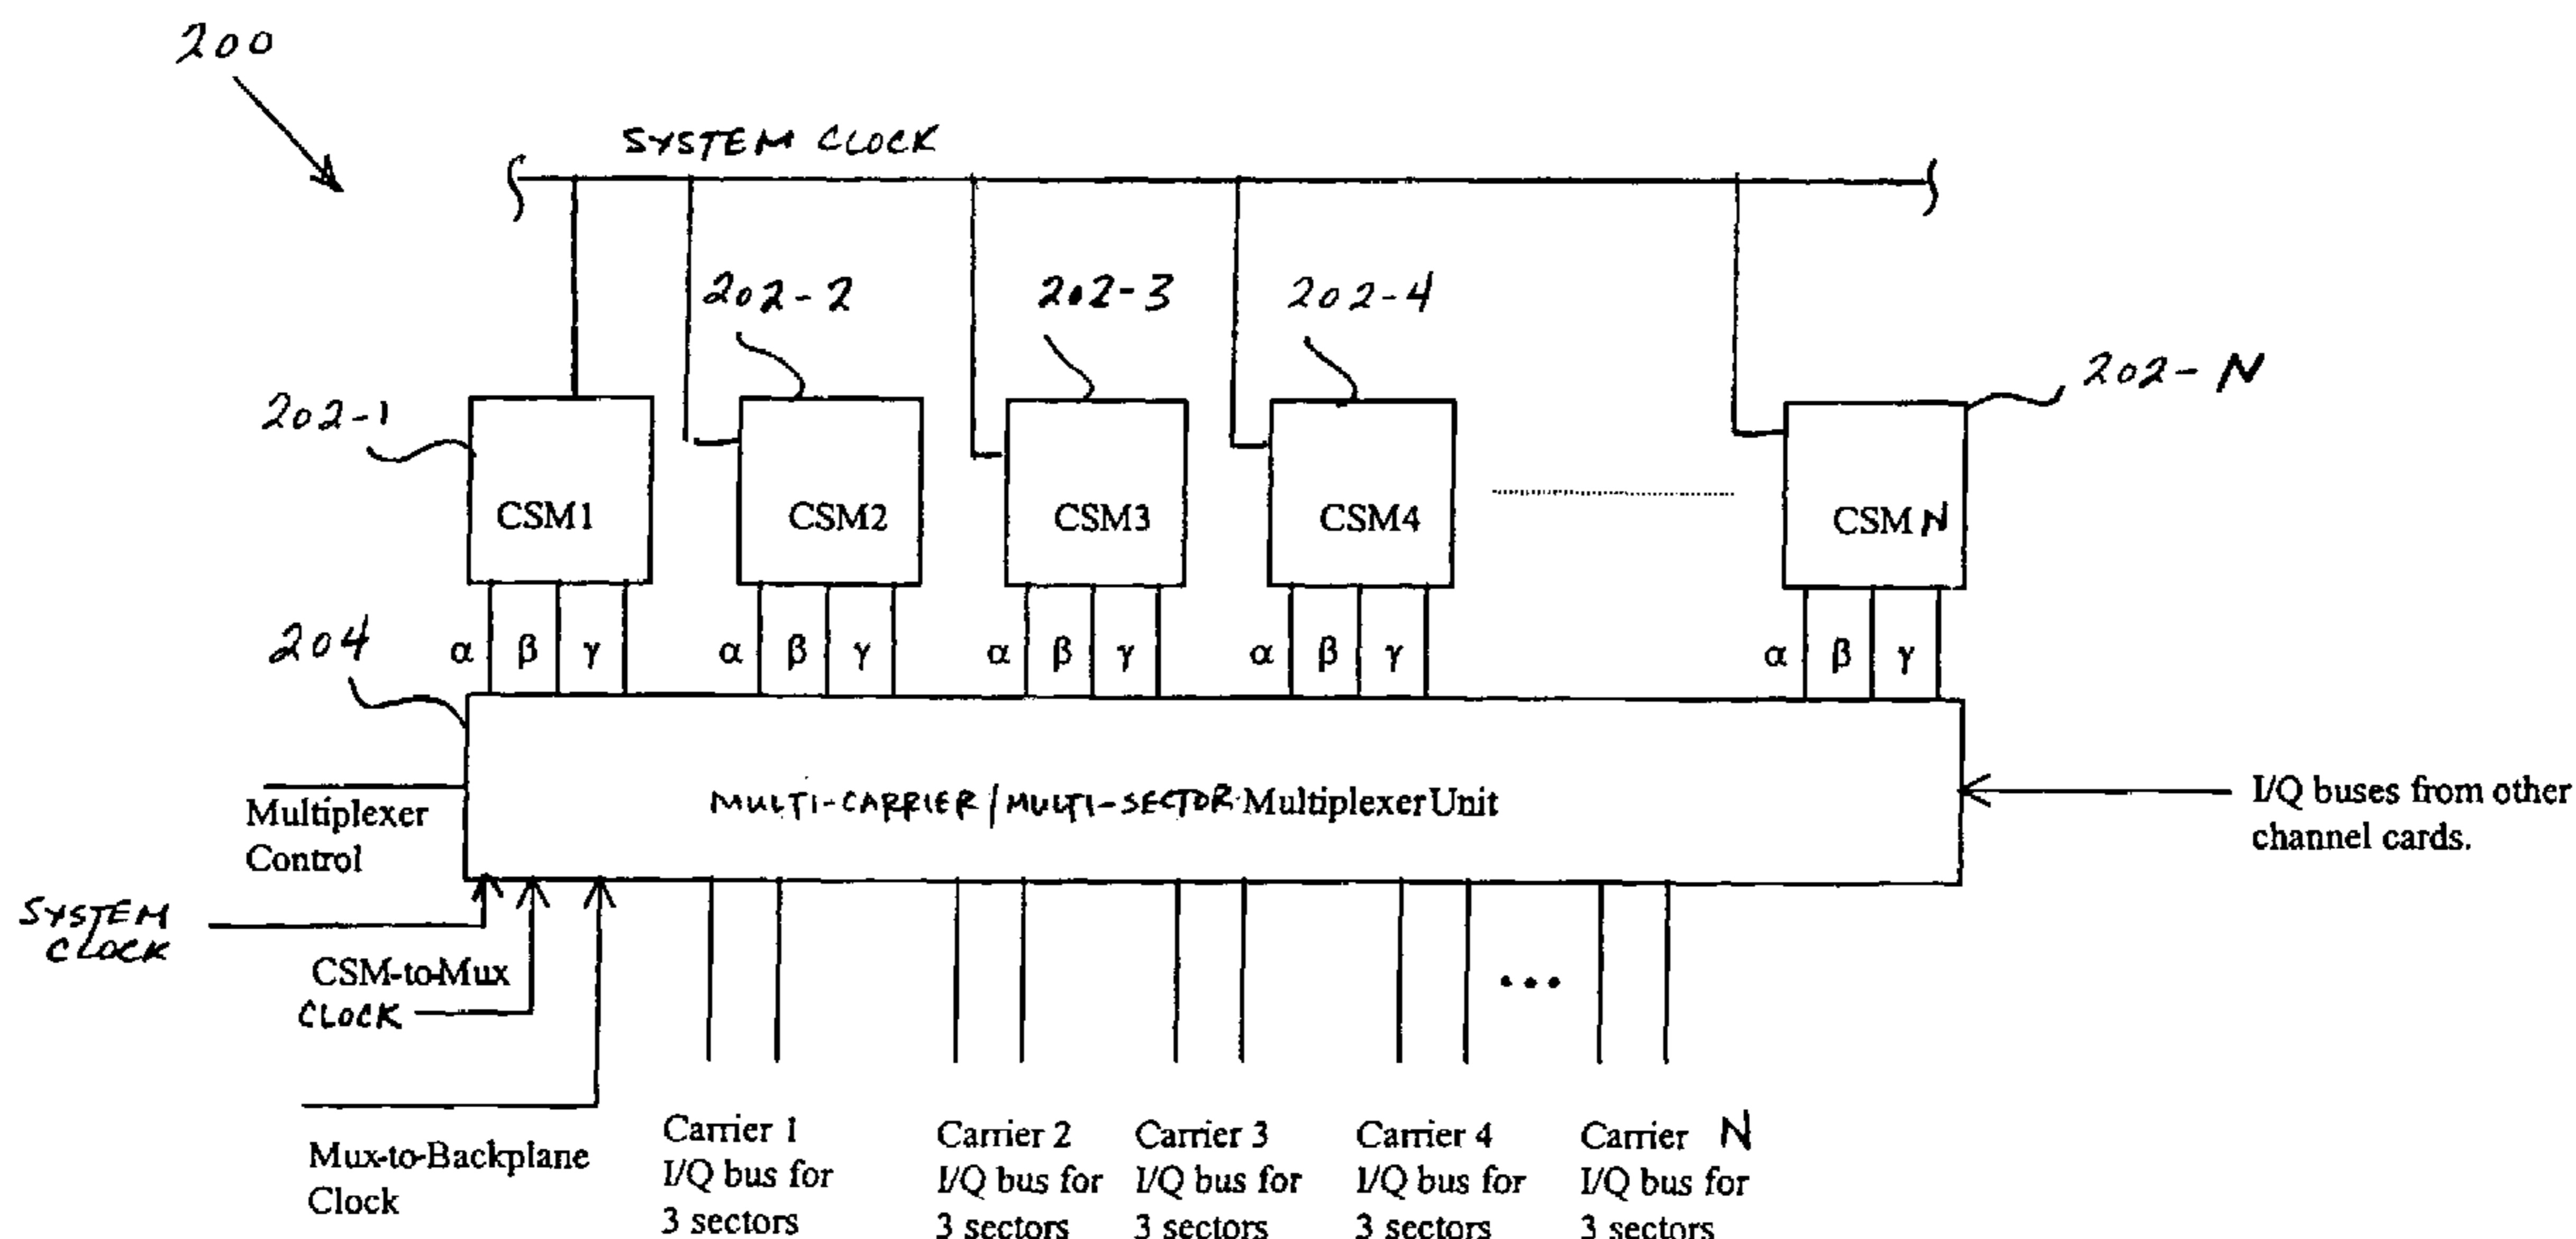 200
SYSTEM CLOCK
202-2
202-3
202-4
202-N
202-1
CSM1
CSM2
CSM3
CSM4
CSM N
204
α β γ
α β γ
α β γ
α β γ
α β γ
MULTI-CARRIER/MULTI-SECTOR Multiplexer Unit
I/Q buses from other
channel cards.
Multiplexer
Control
SYSTEM
CLOCK
CSM-to-Mux
CLOCK
Mux-to-Backplane
Clock
...
Carrier 1
I/Q bus for
3 sectors
Carrier 2
I/Q bus for
3 sectors
Carrier 3
I/Q bus for
3 sectors
Carrier 4
I/Q bus for
3 sectors
Carrier N
I/Q bus for
3 sectors